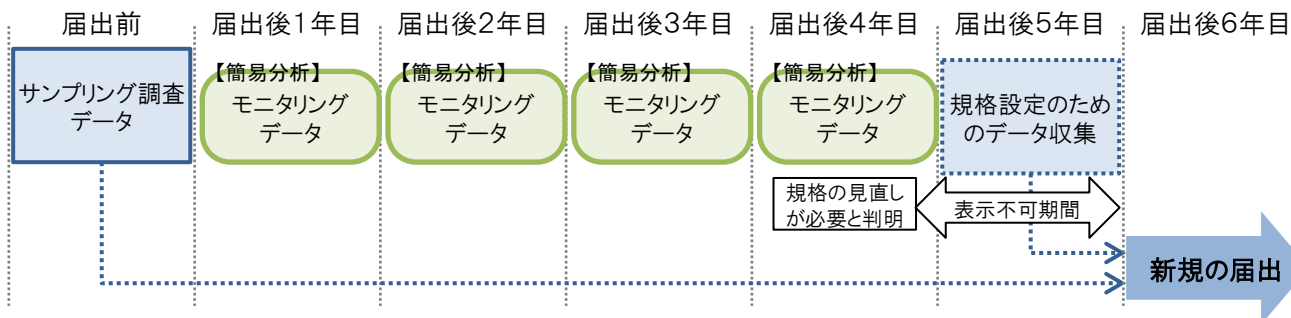 届出前
届出後1年目
届出後2年目
届出後3年目
届出後4年目
届出後5年目
届出後6年目
サンプリング調査
データ
【簡易分析】
モニタリング
データ
【簡易分析】
モニタリング
データ
【簡易分析】
モニタリング
データ
【簡易分析】
モニタリング
データ
規格設定のため
のデータ収集
規格の見直し
が必要と判明
表示不可期間
新規の届出